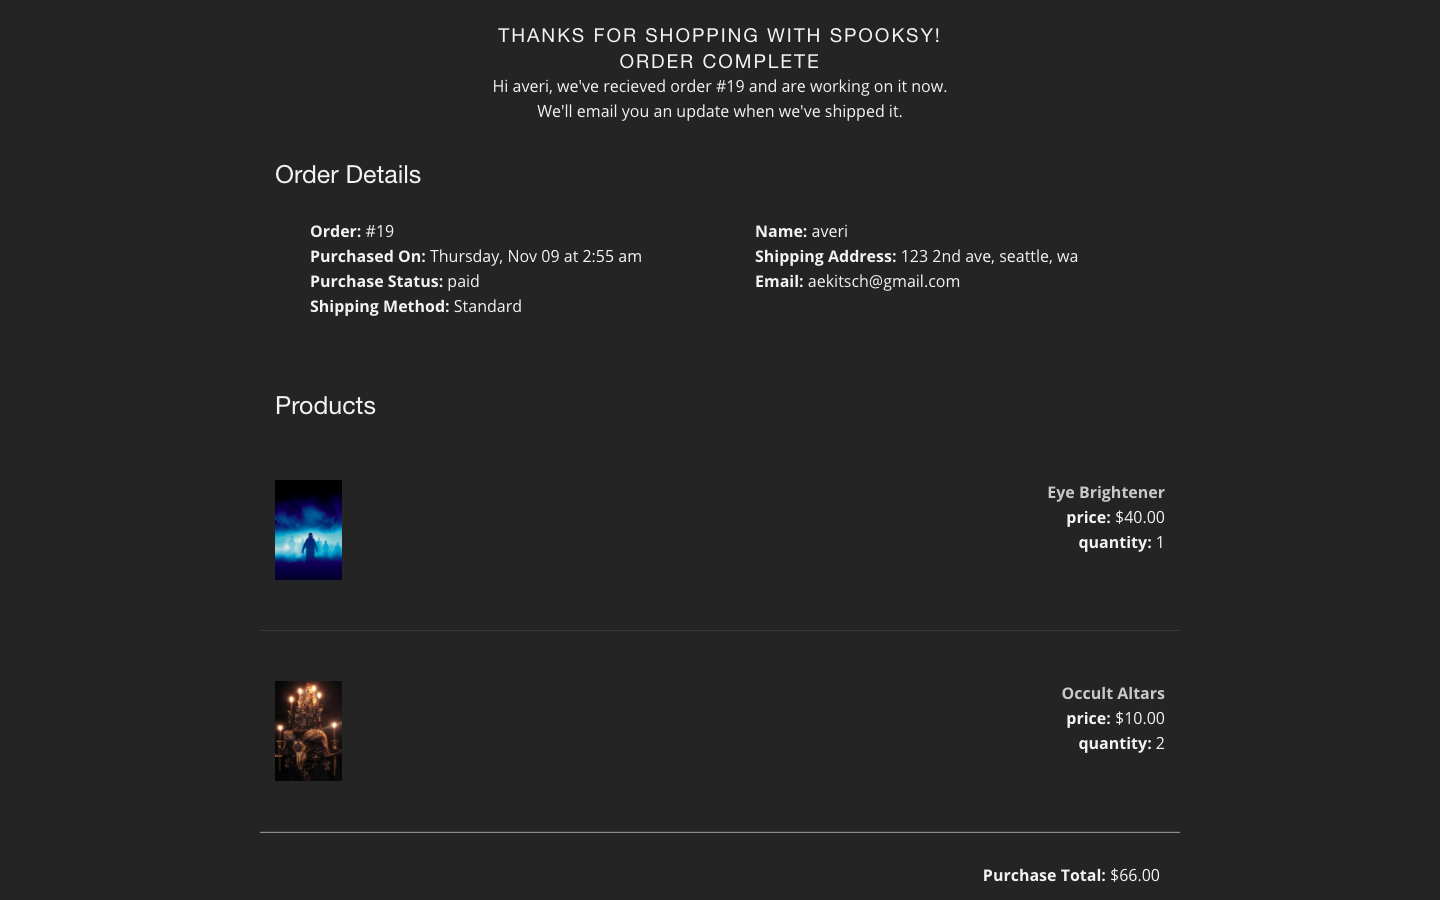 THANKS FOR SHOPPING WITH SPOOKSY!
ORDER COMPLETE
Hi averi, we've recieved order #19 and are working on it now.
We'll email you an update when we've shipped it.
Order Details
Order: #19
Purchased On: Thursday, Nov 09 at 2:55 am
Purchase Status: paid
Shipping Method: Standard
Name: averi
Shipping Address: 123 2nd ave, seattle, wa
Email: aekitsch@gmail.com
Products
Eye Brightener
price: $40.00
quantity: 1
Occult Altars
price: $10.00
quantity: 2
Purchase Total: $66.00